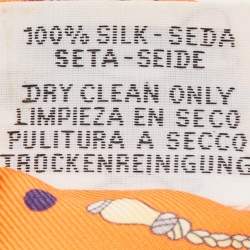 100% SILK-SEDA
SETA-SEIDE
DRY CLEAN ONLY
LIMPIEZA EN SECO
PULITURA A SECCO
TROCKENREINIGUNG